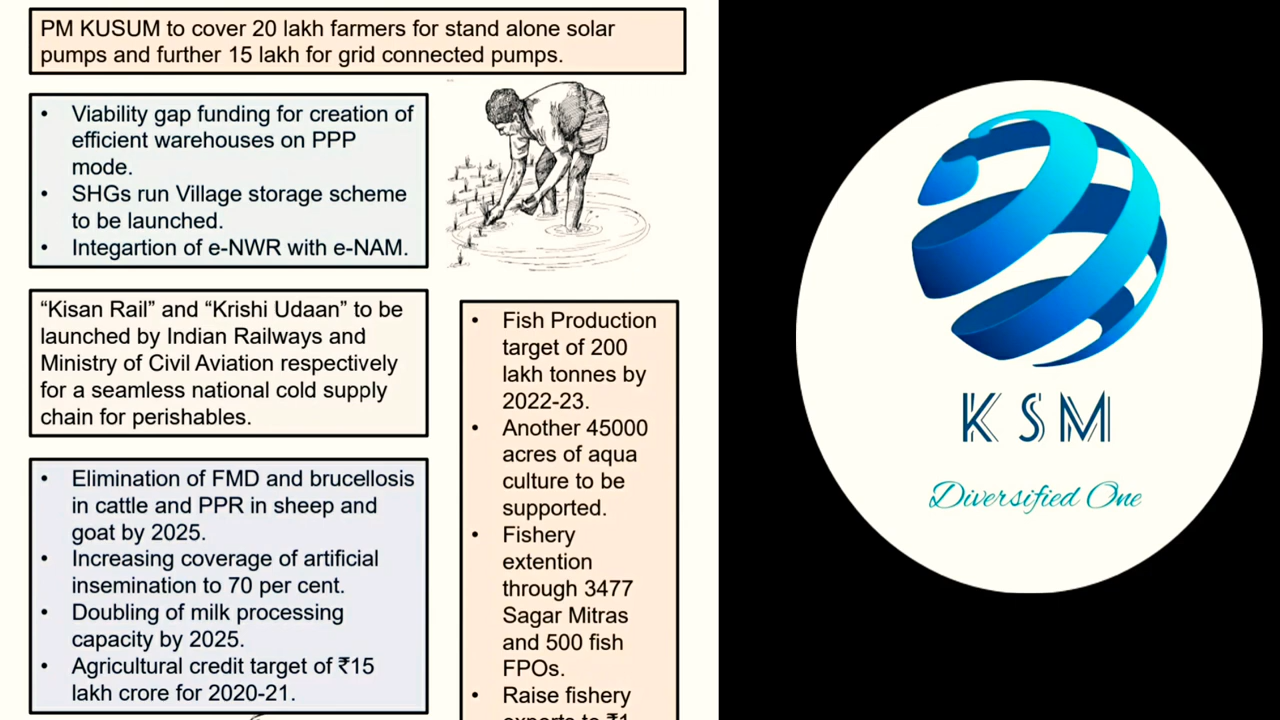 PM KUSUM to cover 20 lakh farmers for stand alone solar
pumps and further 15 lakh for grid connected pumps.
• Viability gap funding for creation of
efficient warehouses on PPP
mode.
• SHGs run Village storage scheme
to be launched.
• Integartion of e-NWR with e-NAM.
“Kisan Rail” and “Krishi Udaan” to be
launched by Indian Railways and
Ministry of Civil Aviation respectively
for a seamless national cold supply
chain for perishables.
• Elimination of FMD and brucellosis
in cattle and PPR in sheep and
goat by 2025.
• Increasing coverage of artificial
insemination to 70 per cent.
• Doubling of milk processing
capacity by 2025.
• Agricultural credit target of ₹15
lakh crore for 2020-21.
• Fish Production
target of 200
lakh tonnes by
2022-23.
• Another 45000
acres of aqua
culture to be
supported.
• Fishery
extention
through 3477
Sagar Mitras
and 500 fish
FPOs.
• Raise fishery
exports to ₹1
KSM
Diversified One